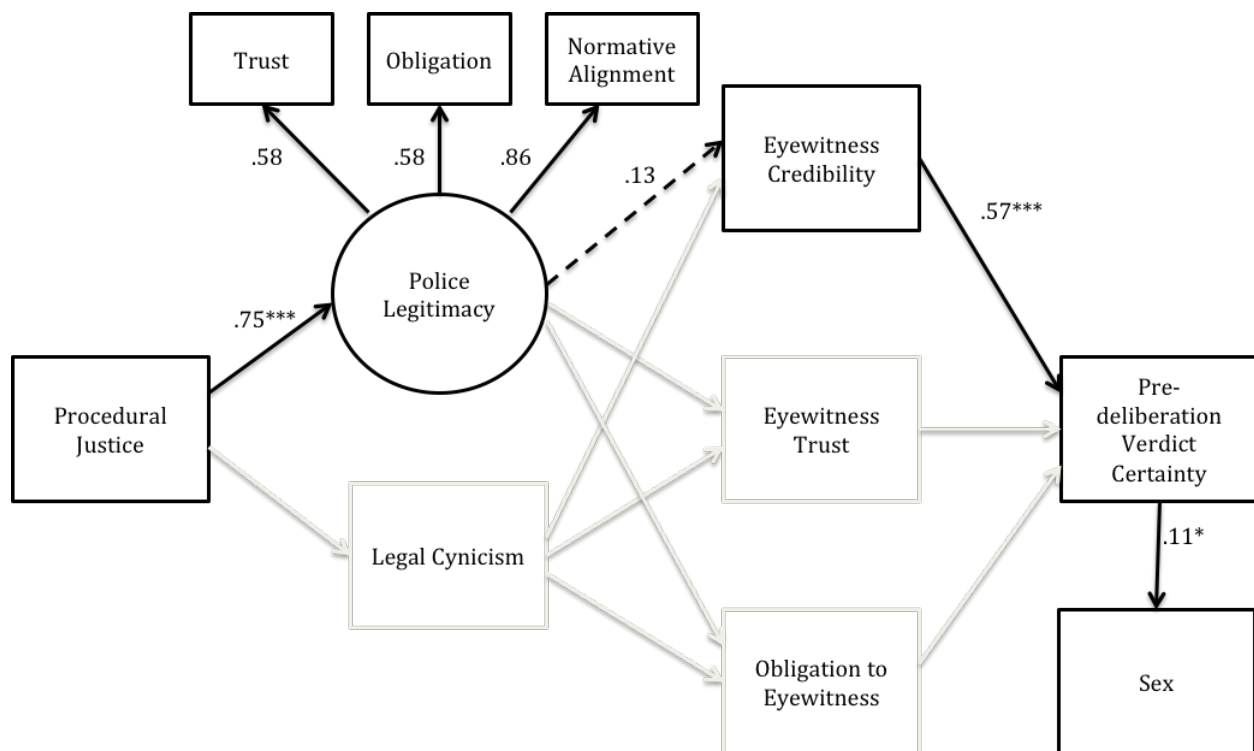 Trust
Obligation
Normative
Alignment
.58
.58
.86
.13
Eyewitness
Credibility
.57***
Police
Legitimacy
.75***
Procedural
Justice
Eyewitness
Trust
Pre-
deliberation
Verdict
Certainty
Legal Cynicism
.11*
Obligation to
Eyewitness
Sex